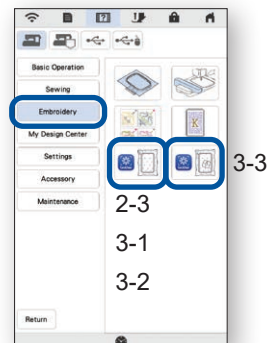 Basic Operation
Sewing
Embroidery
My Design Center
Settings
Accessory
Maintenance
K
3-3
2-3
3-1
3-2
Return